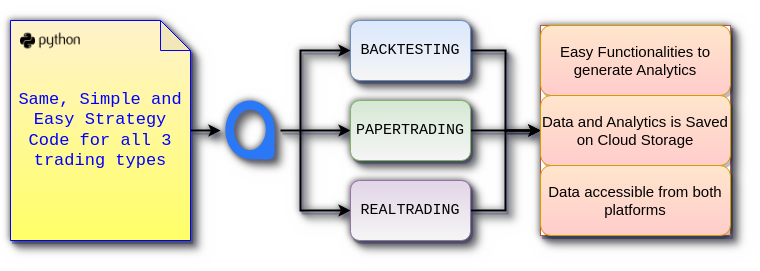 python
Same, Simple and
Easy Strategy
Code for all 3
trading types
BACKTESTING
PAPERTRADING
REALTRADING
Easy Functionalities to
generate Analytics
Data and Analytics is Saved
on Cloud Storage
Data accessible from both
platforms